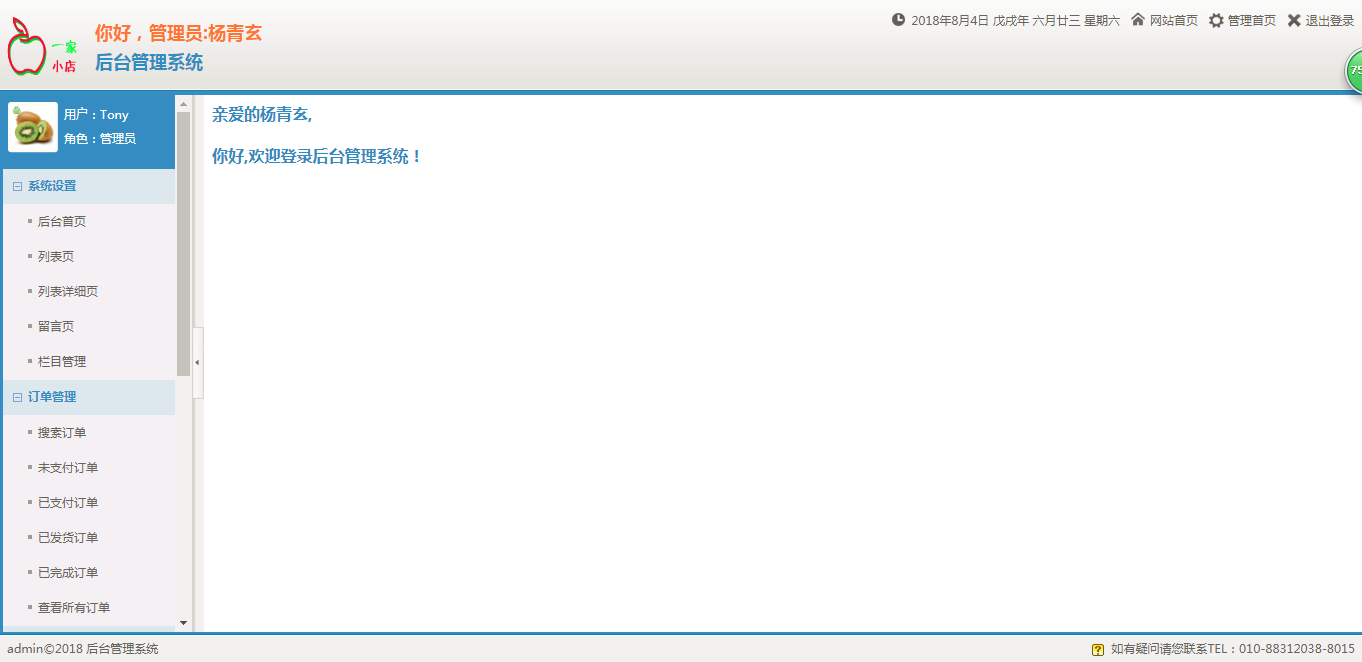 一家
小店
你好，管理员:杨青玄
后台管理系统
2018年8月4日 戊戌年 六月廿三 星期六 网站首页 管理首页 退出登录
75
用户：Tony
角色：管理员
系统设置
后台首页
列表页
列表详细页
留言页
栏目管理
订单管理
搜索订单
未支付订单
已支付订单
已发货订单
已完成订单
查看所有订单
亲爱的杨青玄,
你好,欢迎登录后台管理系统！
admin©2018 后台管理系统
如有疑问请您联系TEL：010-88312038-8015